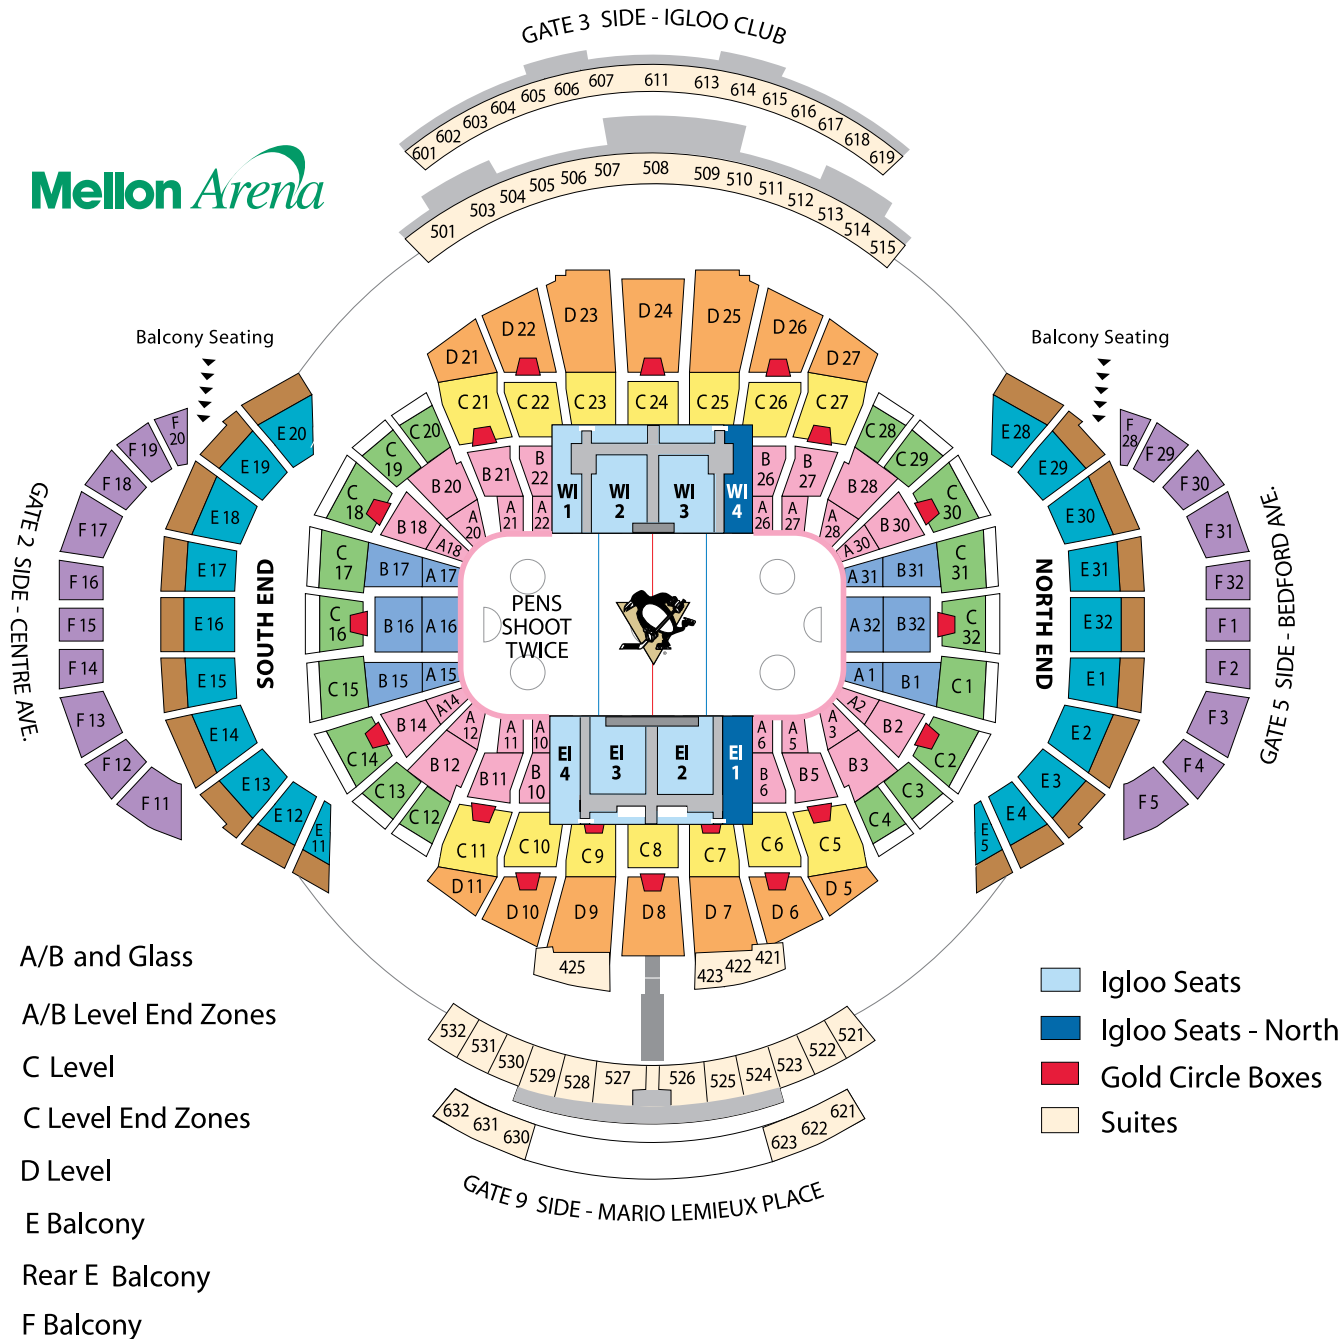 GATE 3 SIDE - IGLOO CLUB
601 602 603 604 605 606 607 611 613 614 615 616 617 618 619
Mellon Arena
501 503 504 505 506 507 508 509 510 511 512 513 514 515
Balcony Seating
Balcony Seating
D 21 D 22 D 23 D 24 D 25 D 26 D 27
C 21 C 22 C 23 C 24 C 25 C 26 C 27
F 20 F 19 F 18 F 17 F 16 F 15 F 14 F 13 F 12 F 11
E 20 E 19 E 18 E 17 E 16 E 15 E 14 E 13 E 12 E 11
GATE 2 SIDE - CENTRE AVE.
SOUTH END
C 20 C 19 C 18 C 17 C 16 C 15 C 14 C 13 C 12
B 22 B 21 B 20 B 18 B 17 B 16 B 15 B 14 B 12 B 11 B 10
A 22 A 21 A 20 A 18 A 17 A 16 A 15 A 14 A 12 A 11 A 10
WI 1
WI 2
WI 3
WI 4
PENS
SHOOT
TWICE
EI 4
EI 3
EI 2
EI 1
A 26 A 27 A 28 A 30 A 31 A 32 A 1 A2 A 3 A 5 A 6
B 26 B 27 B 28 B 30 B 31 B 32 B 1 B 2 B 3 B 5 B 6
C 28 C 29 C 30 C 31 C 32 C 1 C 2 C 3 C 4
NORTH END
E 28 E 29 E 30 E 31 E 32 E 1 E 2 E 3 E 4 E 5
F 28 F 29 F 30 F 31 F 32 F 1 F 2 F 3 F 4 F 5
GATE 5 SIDE - BEDFORD AVE.
C 11 C 10 C 9 C 8 C 7 C 6 C 5
D 11 D 10 D 9 D 8 D 7 D 6 D 5
425 423 422 421
532 531 530 529 528 527 526 525 524 523 522 521
632 631 630 623 622 621
GATE 9 SIDE - MARIO LEMIEUX PLACE
A/B and Glass
A/B Level End Zones
C Level
C Level End Zones
D Level
E Balcony
Rear E Balcony
F Balcony
Igloo Seats
Igloo Seats - North
Gold Circle Boxes
Suites